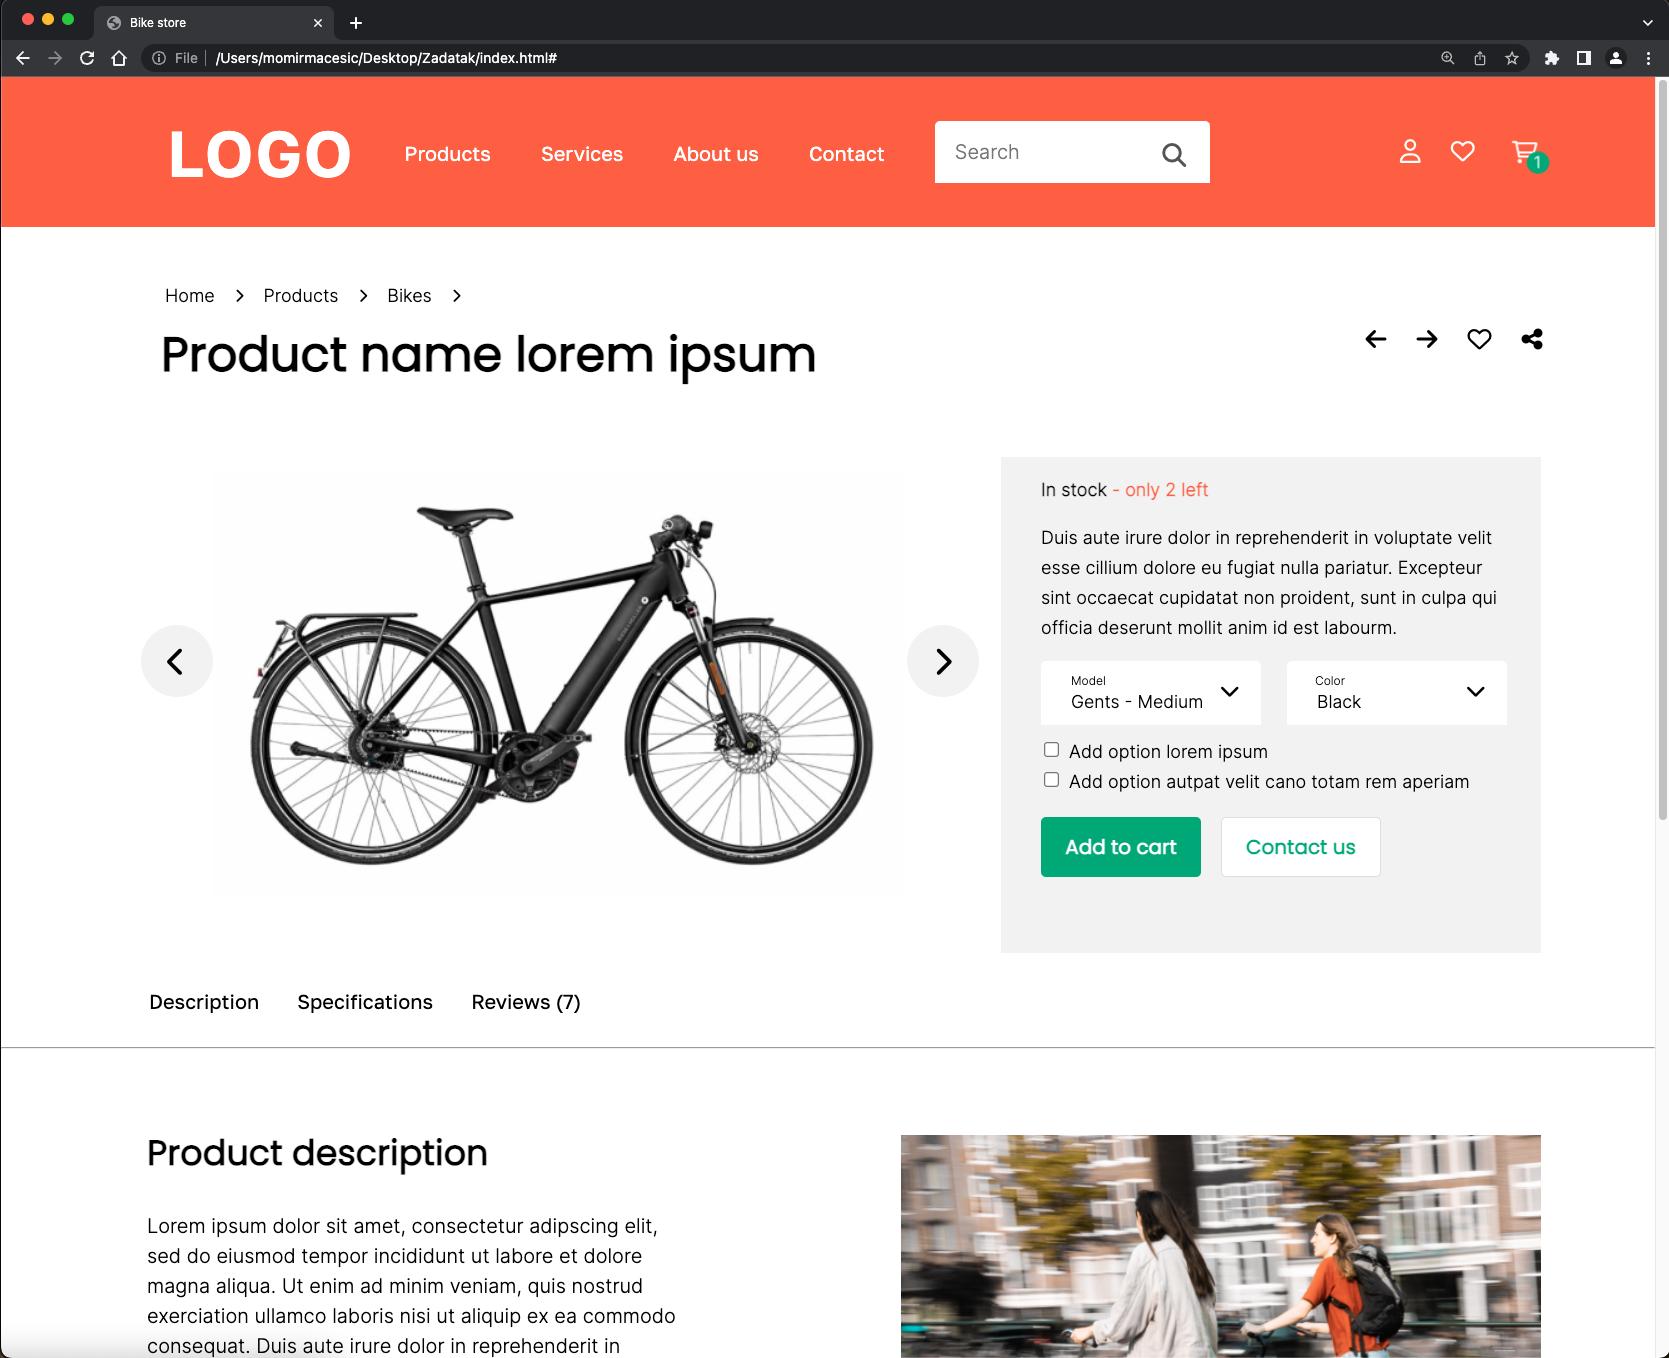 Bike store
File
/Users/momirmacesic/Desktop/Zadatak/index.html#
LOGO
Products
Services
About us
Contact
Search
1
Home
Products
Bikes
Product name lorem ipsum
In stock - only 2 left
Duis aute irure dolor in reprehenderit in voluptate velit
esse cillium dolore eu fugiat nulla pariatur. Excepteur
sint occaecat cupidatat non proident, sunt in culpa qui
officia deserunt mollit anim id est labourm.
Model
Gents - Medium
Color
Black
Add option lorem ipsum
Add option autpat velit cano totam rem aperiam
Add to cart
Contact us
Description
Specifications
Reviews (7)
Product description
Lorem ipsum dolor sit amet, consectetur adipscing elit,
sed do eiusmod tempor incididunt ut labore et dolore
magna aliqua. Ut enim ad minim veniam, quis nostrud
exerciation ullamco laboris nisi ut aliquip ex ea commodo
consequat. Duis aute irure dolor in reprehenderit in